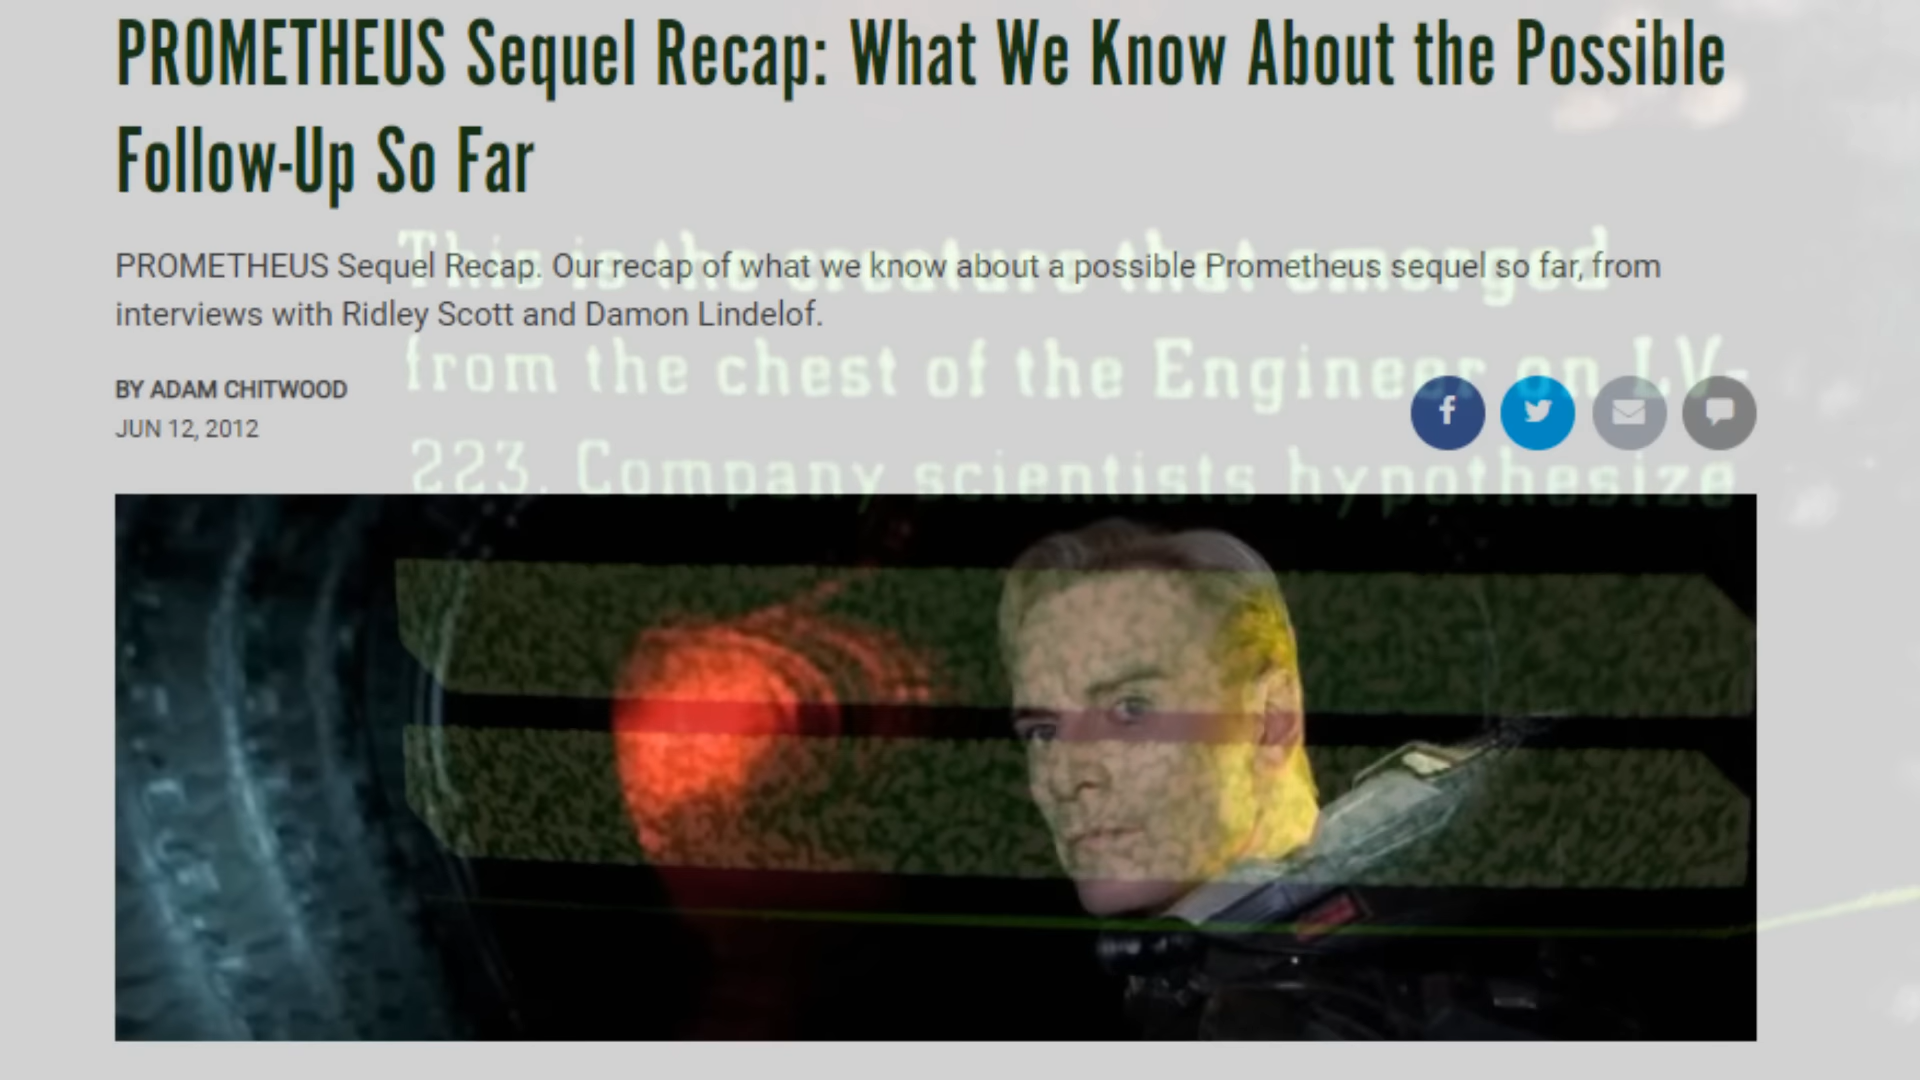 PROMETHEUS Sequel Recap: What We Know About the Possible
Follow-Up So Far
PROMETHEUS Sequel Recap. Our recap of what we know about a possible Prometheus sequel so far, from
interviews with Ridley Scott and Damon Lindelof.
BY ADAM CHITWOOD
JUN 12, 2012
This is the creature that emerged
from the chest of the Engineer on LV-
223. Company scientists hypothesize